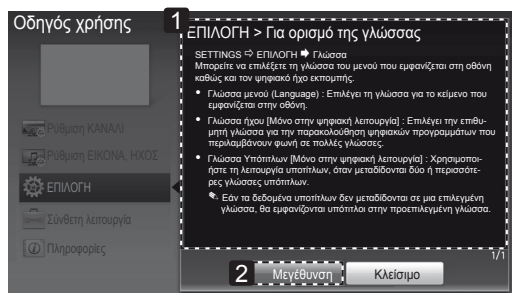 Οδηγός χρήσης
1
ΕΠΙΛΟΓΗ > Για ορισμό της γλώσσας
SETTINGS ⇨ ΕΠΙΛΟΓΗ ➡ Γλώσσα
Μπορείτε να επιλέξετε τη γλώσσα του μενού που εμφανίζεται στη οθόνη
καθώς και τον ψηφιακό ήχο εκπομπής.
• Γλώσσα μενού (Language) : Επιλέγει τη γλώσσα για το κείμενο που
εμφανίζεται στην οθόνη.
• Γλώσσα ήχου [Μόνο στην ψηφιακή λειτουργία] : Επιλέγει την επιθυ-
μητή γλώσσα για την παρακολούθηση ψηφιακών προγραμμάτων που
περιλαμβάνουν φωνή σε πολλές γλώσσες.
• Γλώσσα Υπότιτλων [Μόνο στην ψηφιακή λειτουργία] : Χρησιμοποι-
ήστε τη λειτουργία υποτίτλων, όταν μεταδίδονται δύο ή περισσότε-
ρες γλώσσες υπότιτλων.
Εάν τα δεδομένα υποτίτλων δεν μεταδίδονται σε μια επιλεγμένη
γλώσσα, θα εμφανίζονται υπότιτλοι στην προεπιλεγμένη γλώσσα.
Ρύθμιση ΚΑΝΑΛΙ
Ρύθμιση ΕΙΚΟΝΑ, ΗΧΟΣ
ΕΠΙΛΟΓΗ
Σύνθετη λειτουργία
Πληροφορίες
1/1
2
Μεγέθυνση
Κλείσιμο